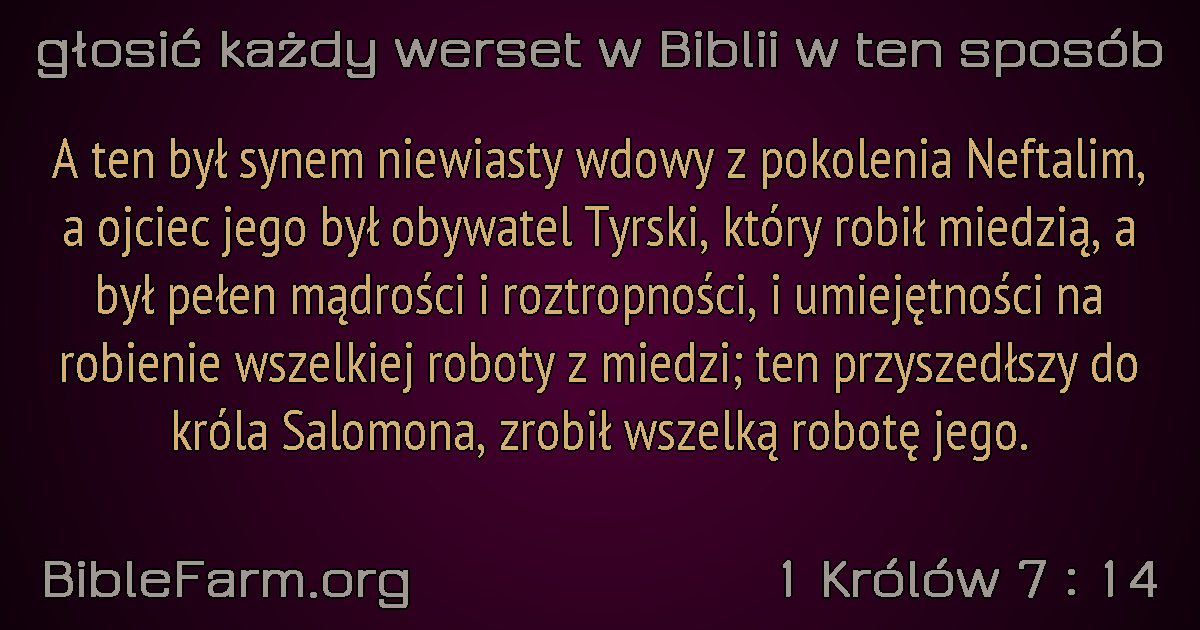 głosić każdy werset w Biblii w ten sposób
A ten był synem niewiasty wdowy z pokolenia Neftalim,
a ojciec jego był obywatel Tyrski, który robił miedzią, a
był pełen mądrości i roztropności, i umiejętności na
robienie wszelkiej roboty z miedzi; ten przyszedłszy do
króla Salomona, zrobił wszelką robotę jego.
BibleFarm.org
1 Królów 7 : 14